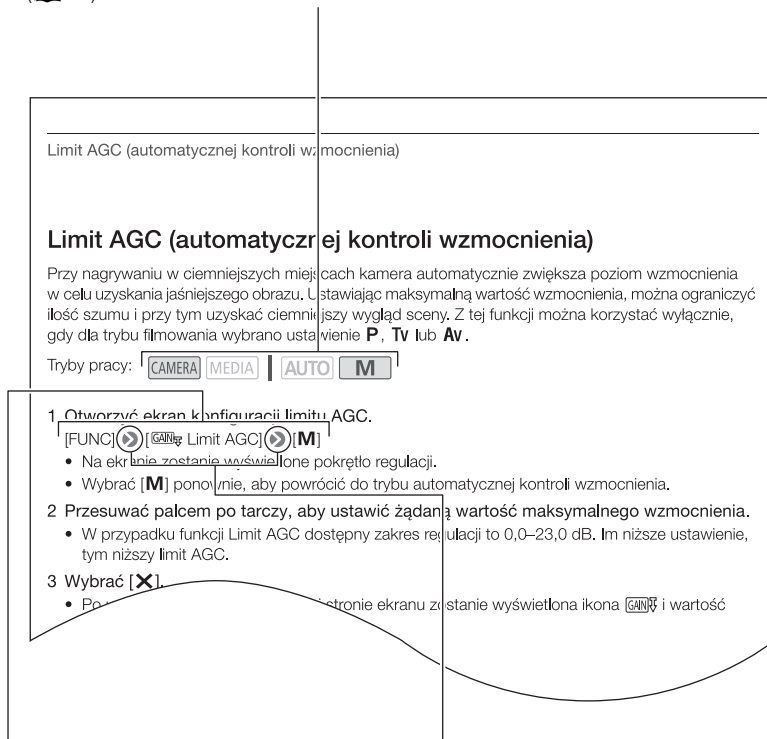 Limit AGC (automatycznej kontroli wzmocnienia)
Limit AGC (automatycznej kontroli wzmocnienia)
Przy nagrywaniu w ciemniejszych miejscach kamera automatycznie zwiększa poziom wzmocnienia
w celu uzyskania jaśniejszego obrazu. Ustawiając maksymalną wartość wzmocnienia, można ograniczyć
ilość szumu i przy tym uzyskać ciemniejszy wygląd sceny. Z tej funkcji można korzystać wyłącznie,
gdy dla trybu filmowania wybrano ustawienie P, Tv lub Av.
Tryby pracy: CAMERA MEDIA AUTO M
1 Otworzyć ekran konfiguracji limitu AGC.
[FUNC] [GAIN Limit AGC] [M]
• Na ekranie zostanie wyświetlone pokrętło regulacji.
• Wybrać [M] ponownie, aby powrócić do trybu automatycznej kontroli wzmocnienia.
2 Przesuwać palcem po tarczy, aby ustawić żądaną wartość maksymalnego wzmocnienia.
• W przypadku funkcji Limit AGC dostępny zakres regulacji to 0,0–23,0 dB. Im niższe ustawienie,
tym niższy limit AGC.
3 Wybrać [X].
• Po stronie ekranu zostanie wyświetlona ikona GAIN i wartość